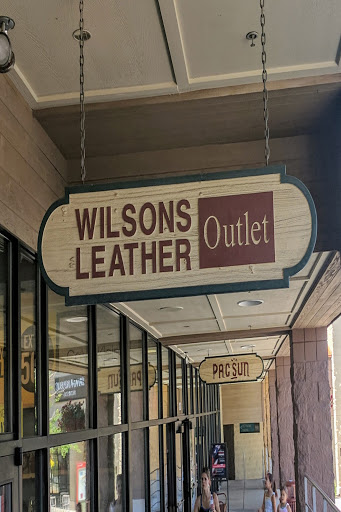 WILSONS
LEATHER
Outlet
PACSUN